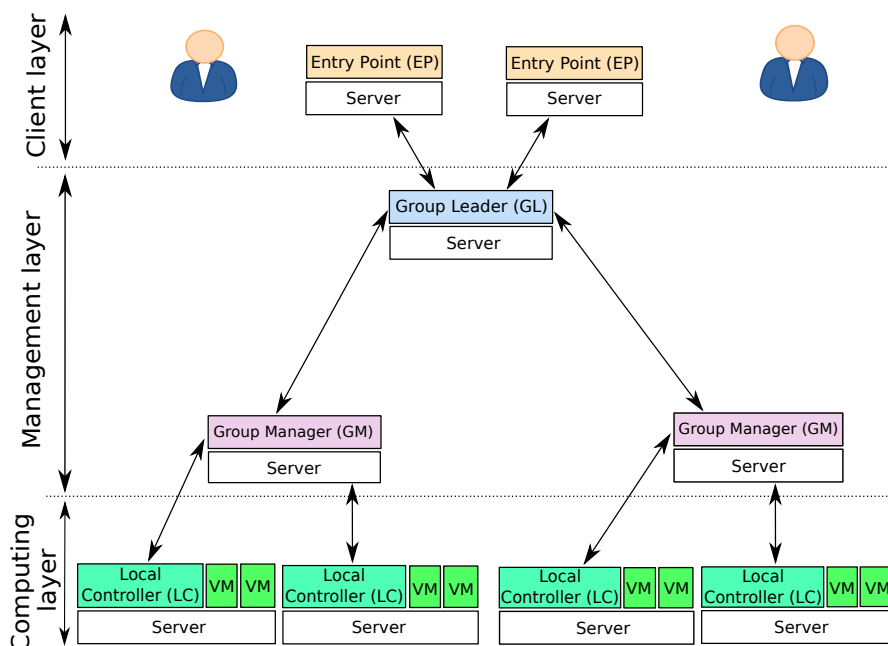 Client layer
Entry Point (EP)
Server
Entry Point (EP)
Server
Management layer
Group Leader (GL)
Server
Group Manager (GM)
Server
Group Manager (GM)
Server
Computing
layer
Local
Controller (LC)
VM
VM
Server
Local
Controller (LC)
VM
VM
Server
Local
Controller (LC)
VM
VM
Server
Local
Controller (LC)
VM
VM
Server